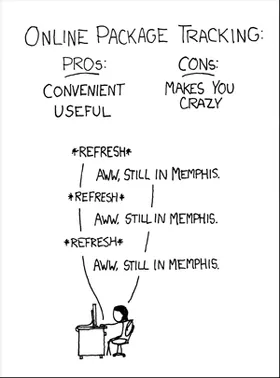 ONLINE PACKAGE TRACKING:
PROS:
CONVENIENT
USEFUL
CONS:
MAKES YOU
CRAZY
*REFRESH*
AWW, STILL IN MEMPHIS.
*REFRESH*
AWW, STILL IN MEMPHIS.
*REFRESH*
AWW, STILL IN MEMPHIS.